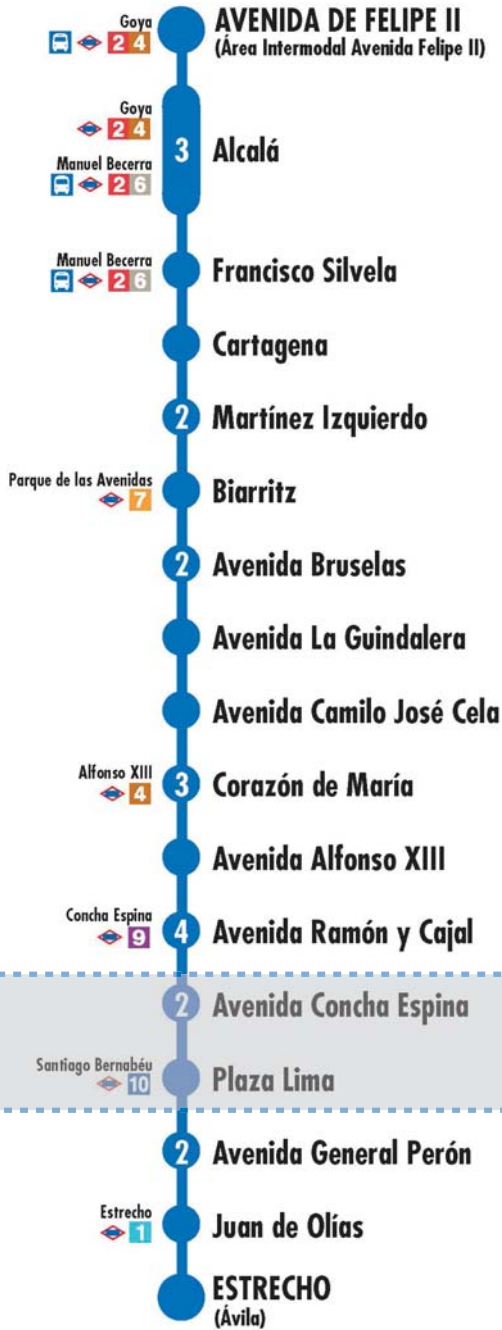 Goya
2 4
AVENIDA DE FELIPE II
(Área Intermodal Avenida Felipe II)
Goya
2 4
Manuel Becerra
2 6
3
Alcalá
Manuel Becerra
2 6
Francisco Silvela
Cartagena
2
Martínez Izquierdo
Parque de las Avenidas
7
Biarritz
2
Avenida Bruselas
Avenida La Guindalera
Avenida Camilo José Cela
Alfonso XIII
4
3
Corazón de María
Avenida Alfonso XIII
Concha Espina
9
4
Avenida Ramón y Cajal
2
Avenida Concha Espina
Santiago Bernabéu
10
Plaza Lima
2
Avenida General Perón
Estrecho
1
Juan de Olías
ESTRECHO
(Ávila)